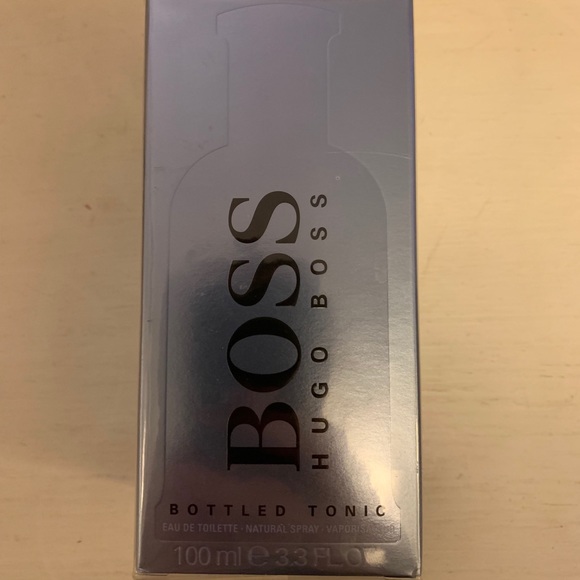 BOSS
HUGO BOSS
BOTTLED TONIC
EAU DE TOILETTE - NATURAL SPRAY -
100 ml e 3.3 FL